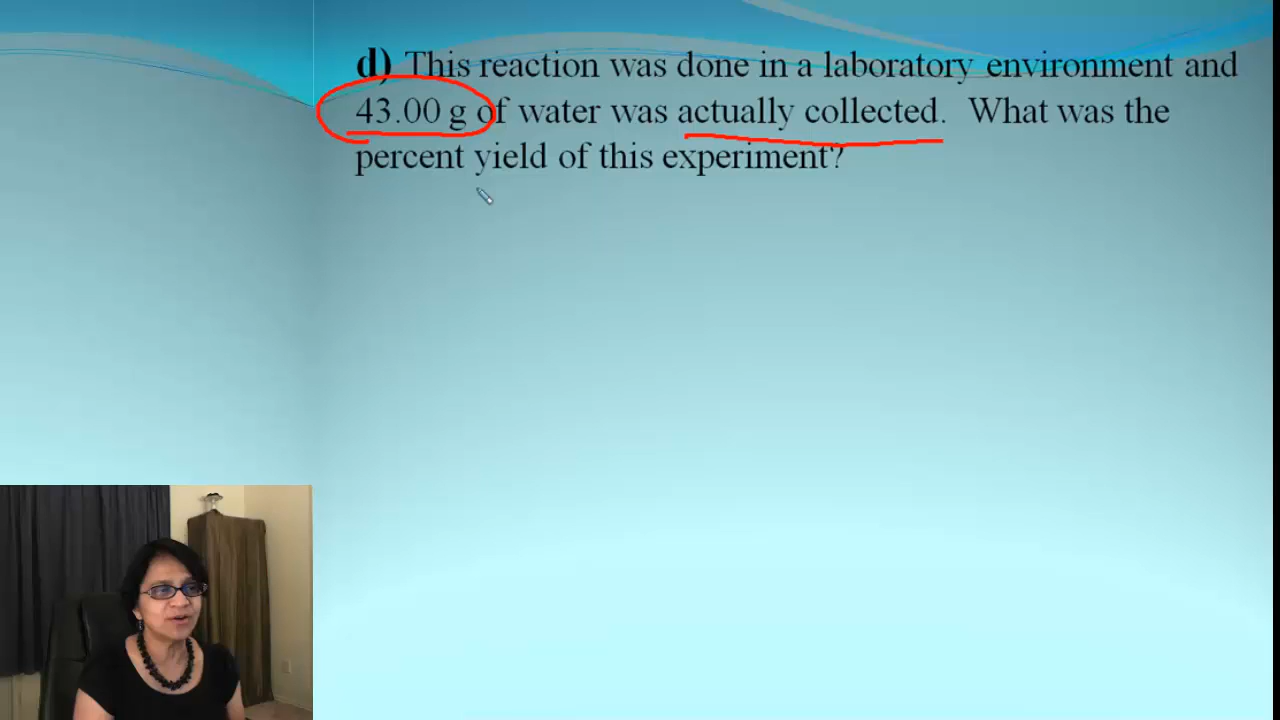 d) This reaction was done in a laboratory environment and
43.00 g of water was actually collected.  What was the
percent yield of this experiment?